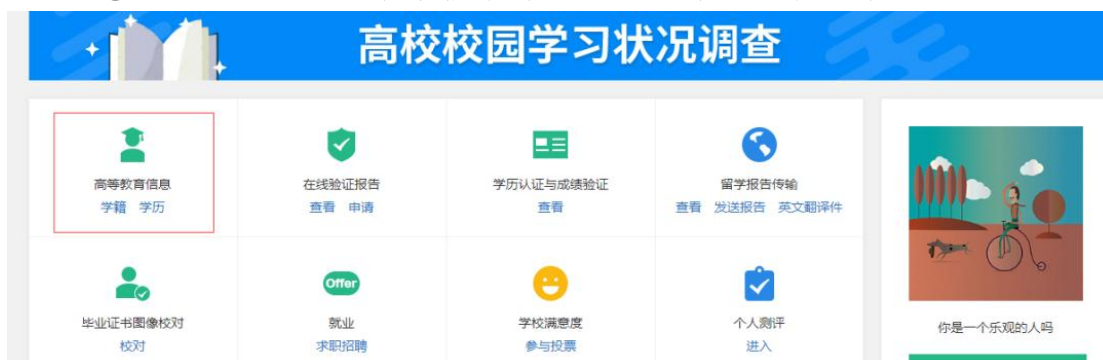 高校校园学习状况调查
高等教育信息
学籍 学历
在线验证报告
查看 申请
学历认证与成绩验证
查看
留学报告传输
查看 发送报告 英文翻译件
毕业证书图像校对
校对
Offer
就业
求职招聘
学校满意度
参与投票
个人测评
进入
你是一个乐观的人吗